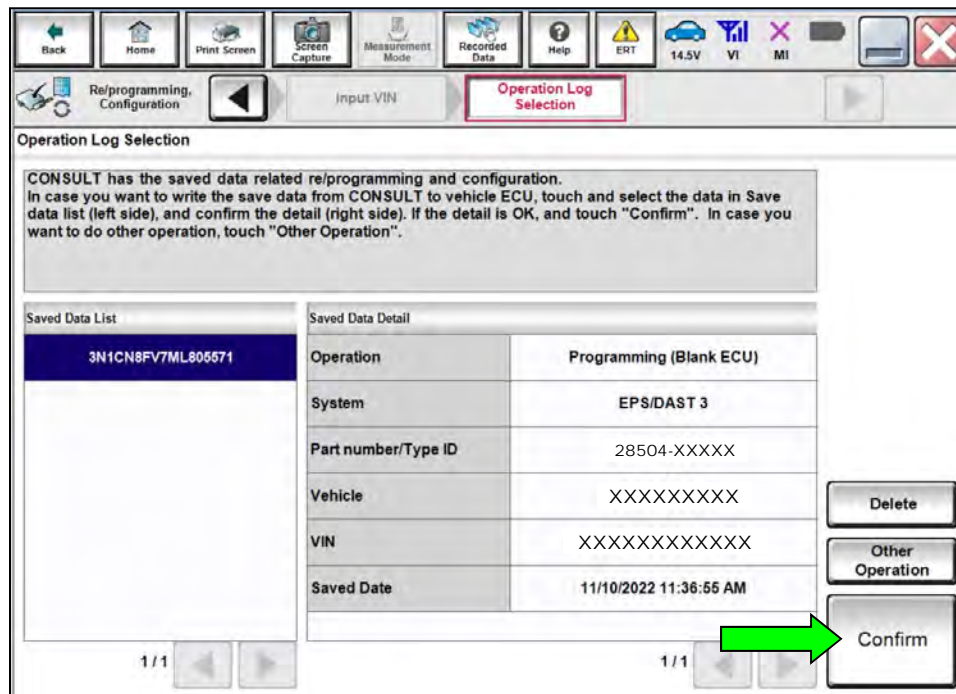 Back
Home
Print Screen
Screen Capture
Measurement Mode
Recorded Data
Help
ERT
14.5V
VI
MI
Re/programming, Configuration
Input VIN
Operation Log Selection
Operation Log Selection
CONSULT has the saved data related re/programming and configuration.
In case you want to write the save data from CONSULT to vehicle ECU, touch and select the data in Save
data list (left side), and confirm the detail (right side). If the detail is OK, and touch "Confirm". In case you
want to do other operation, touch "Other Operation".
Saved Data List
3N1CN8FV7ML805571
1/1
Saved Data Detail
Operation
Programming (Blank ECU)
System
EPS/DAST 3
Part number/Type ID
28504-XXXXX
Vehicle
XXXXXXXXX
VIN
XXXXXXXXXXXX
Saved Date
11/10/2022 11:36:55 AM
1/1
Delete
Other Operation
Confirm